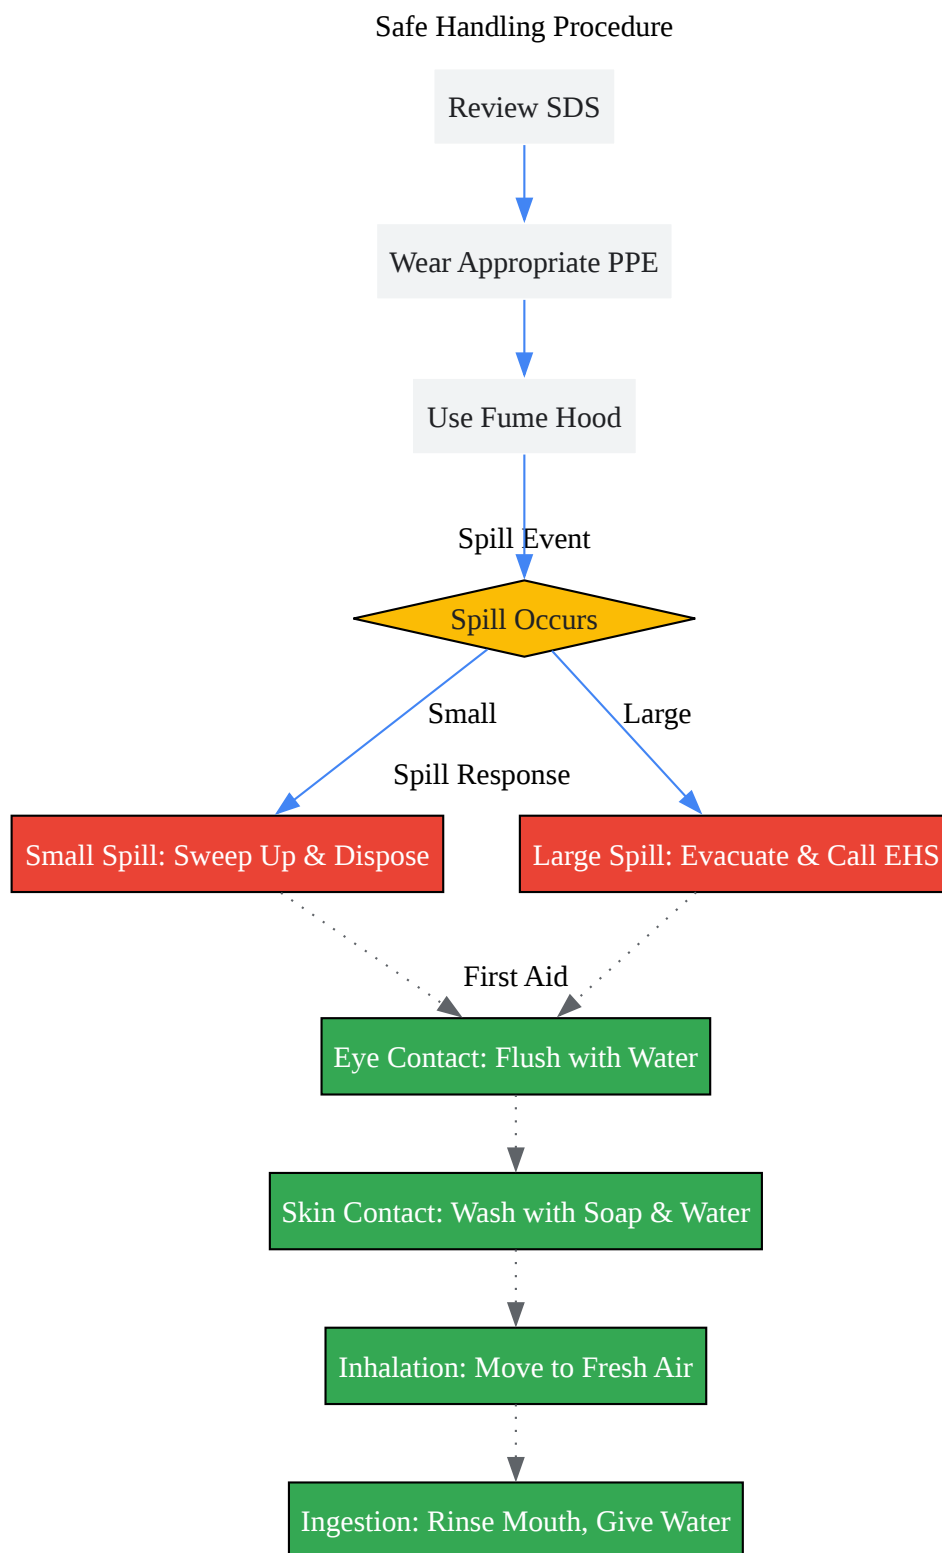 Safe Handling Procedure
Review SDS
Wear Appropriate PPE
Use Fume Hood
Spill Event
Spill Occurs
Small
Large
Spill Response
Small Spill: Sweep Up & Dispose
Large Spill: Evacuate & Call EHS
First Aid
Eye Contact: Flush with Water
Skin Contact: Wash with Soap & Water
Inhalation: Move to Fresh Air
Ingestion: Rinse Mouth, Give Water